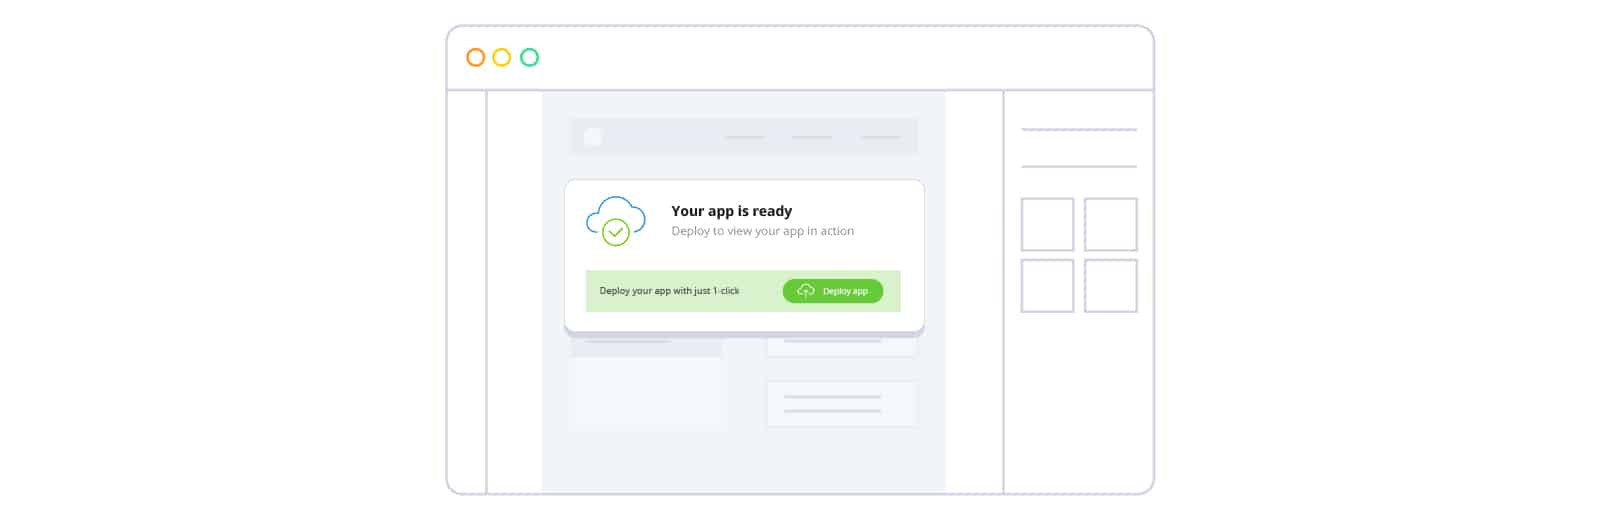 Your app is ready
Deploy to view your app in action
Deploy your app with just 1-click
Deploy app